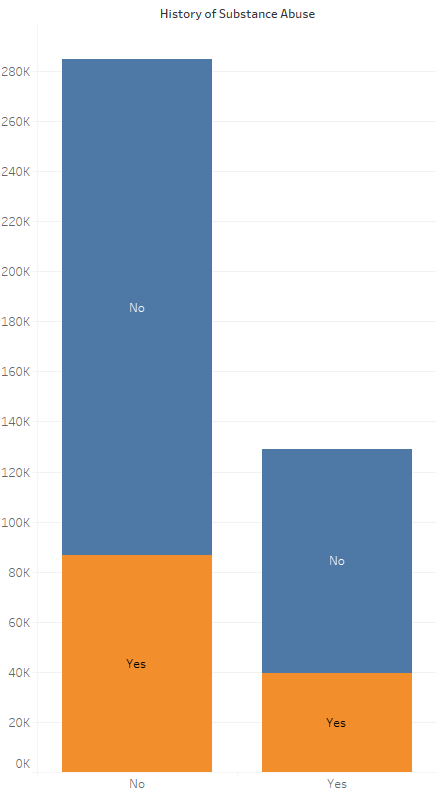 History of Substance Abuse
280K
260K
240K
220K
200K
No
180K
160K
140K
120K
100K
No
80K
60K
Yes
40K
Yes
20K
0K
No Yes